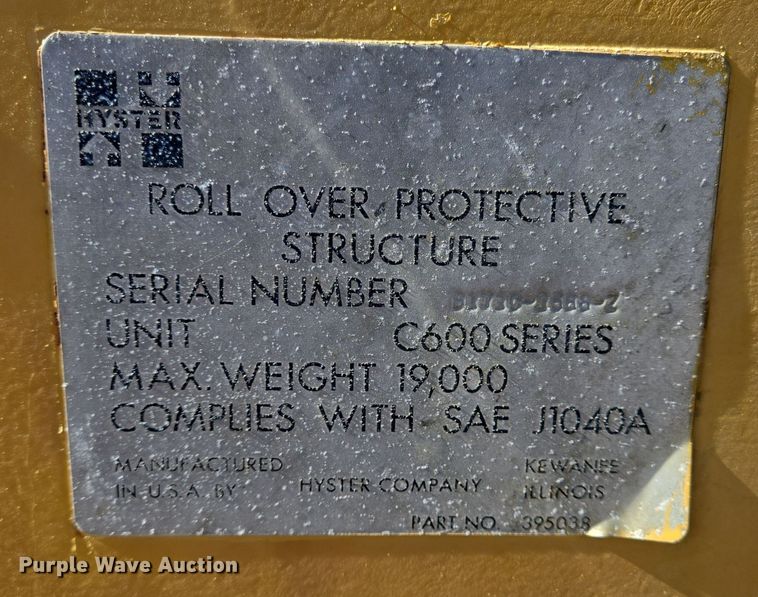 HYSTER
ROLL OVER PROTECTIVE
STRUCTURE
SERIAL NUMBER
UNIT C600 SERIES
MAX. WEIGHT 19,000
COMPLIES WITH SAE J1040A
MANUFACTURED
IN U.S.A. BY HYSTER COMPANY
KEWANEE
ILLINOIS
PART NO. 395038
Purple Wave Auction